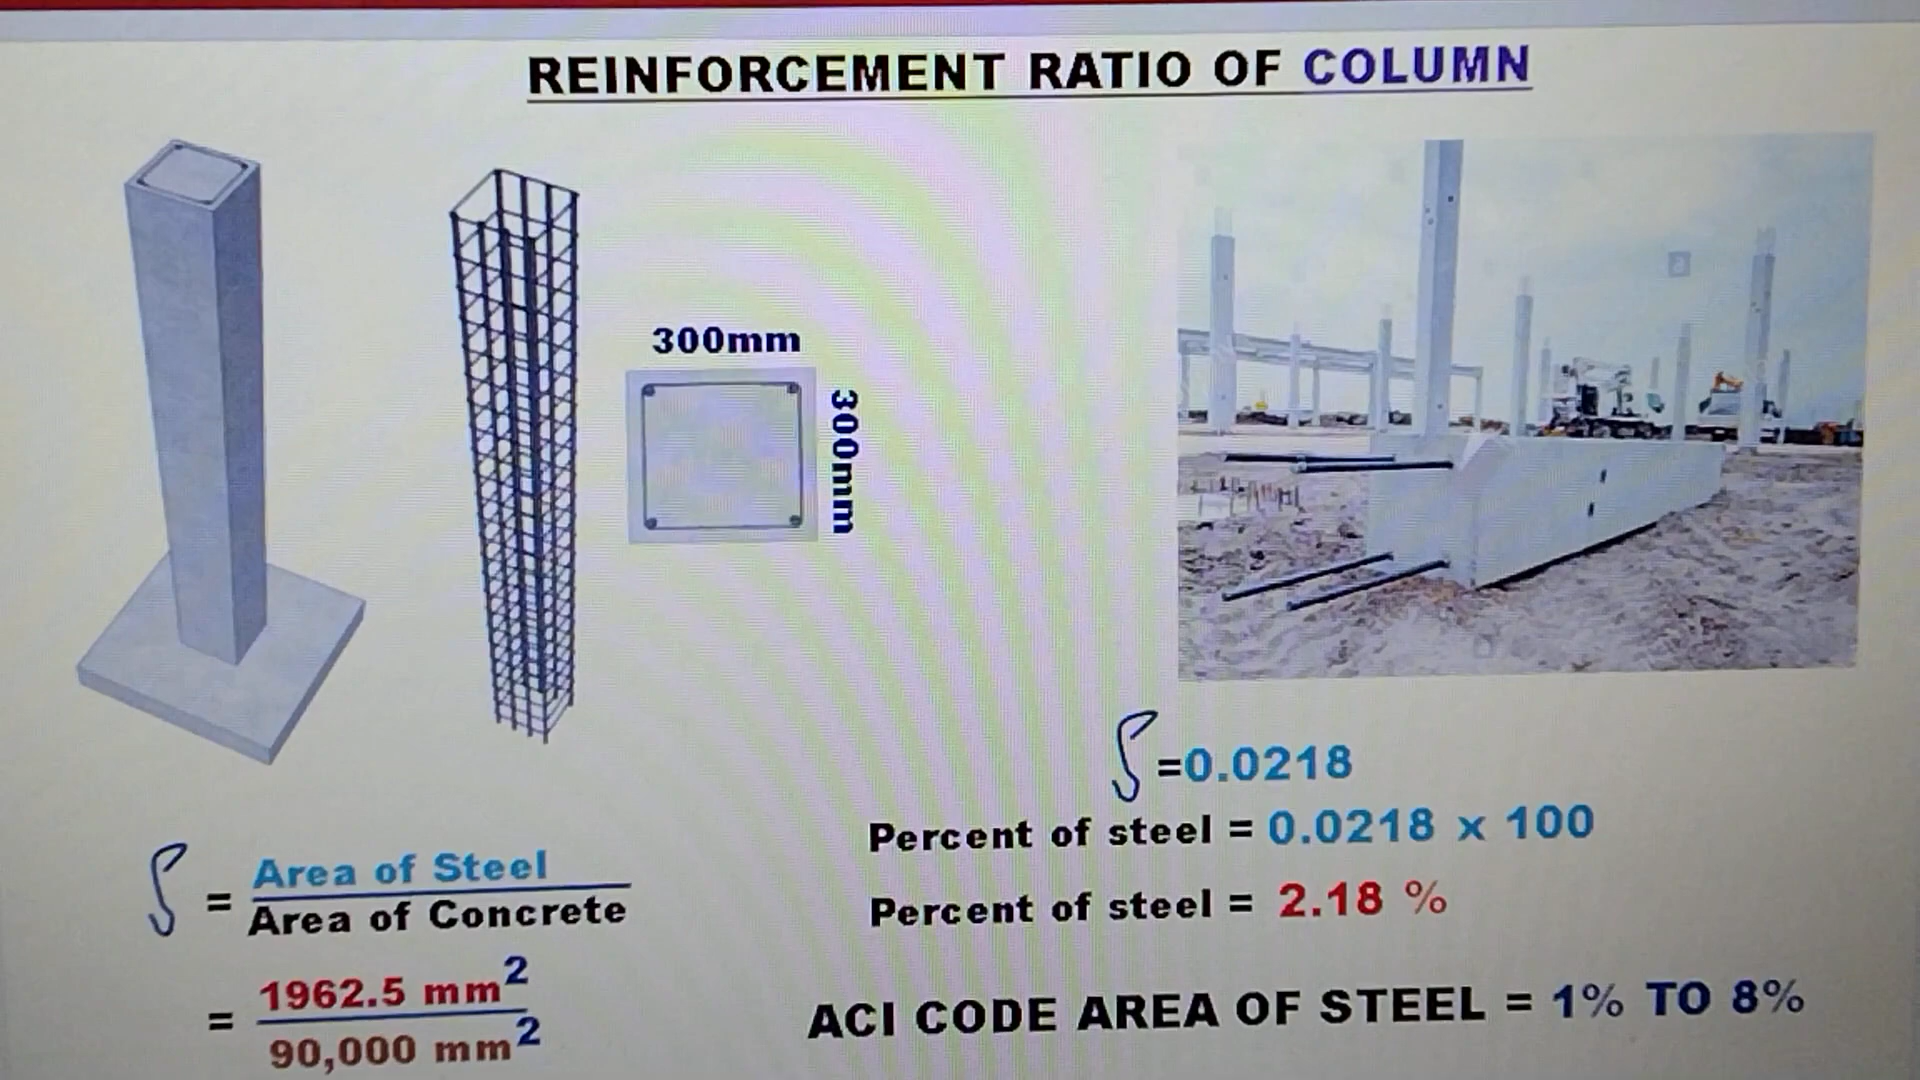 REINFORCEMENT RATIO OF COLUMN
300mm
300mm
ʃ = Area of Steel
Area of Concrete
= 1962.5 mm²
90,000 mm²
ʃ =0.0218
Percent of steel = 0.0218 x 100
Percent of steel = 2.18 %
ACI CODE AREA OF STEEL = 1% TO 8%